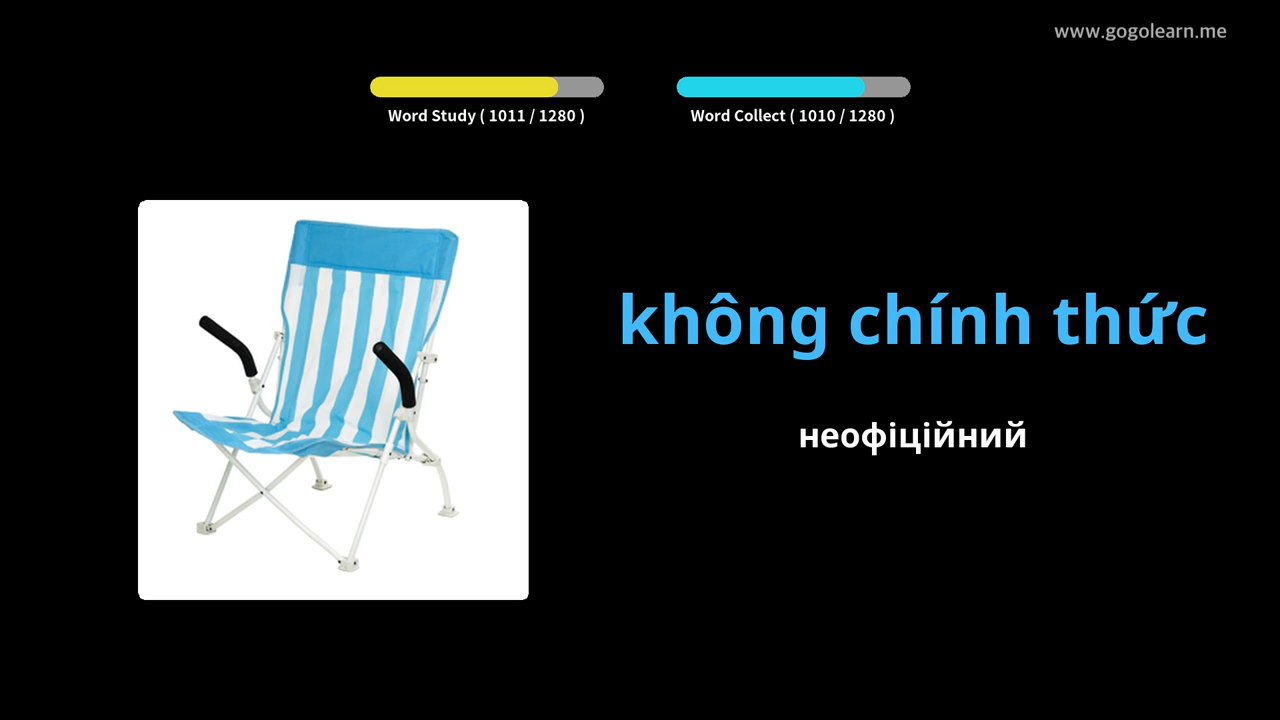 www.gogolearn.me
Word Study ( 1011 / 1280 )
Word Collect ( 1010 / 1280 )
không chính thức
неофіційний